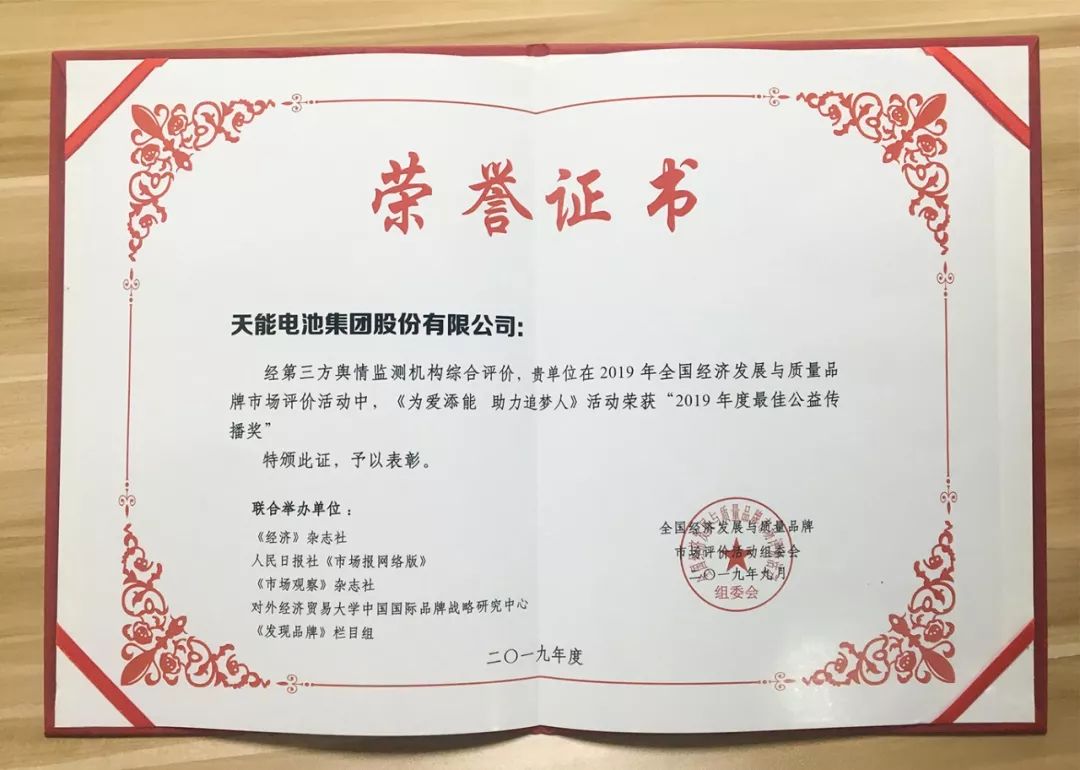 荣誉证书
天能电池集团股份有限公司：
经第三方舆情监测机构综合评价，贵单位在2019年全国经济发展与质量品
牌市场评价活动中，《为爱添能 助力追梦人》活动荣获“2019年度最佳公益传
播奖”
特颁此证，予以表彰。
联合举办单位：
《经济》杂志社
人民日报社《市场报网络版》
《市场观察》杂志社
对外经济贸易大学中国国际品牌战略研究中心
《发现品牌》栏目组
全国经济发展与质量品牌
市场评价活动组委会
二〇一九年九月
组委会
二〇一九年度